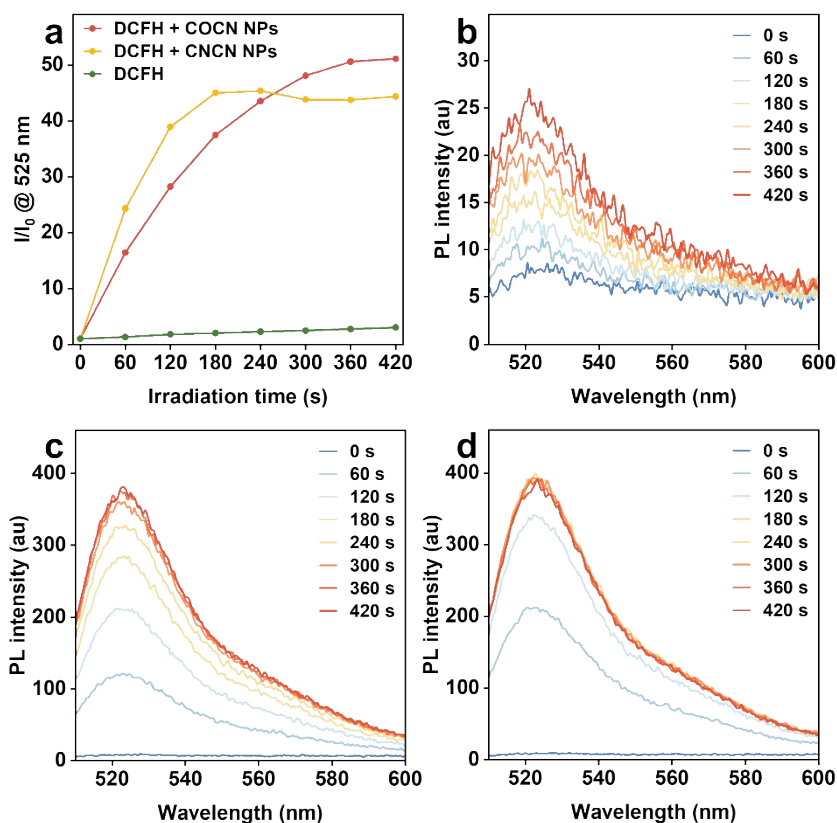 a
DCFH + COCN NPs
DCFH + CNCN NPs
DCFH
I/I0 @ 525 nm
60
50
40
30
20
10
0
0 60 120 180 240 300 360 420
Irradiation time (s)
b
0 s
60 s
120 s
180 s
240 s
300 s
360 s
420 s
PL intensity (au)
30
25
20
15
10
5
0
520 540 560 580 600
Wavelength (nm)
c
0 s
60 s
120 s
180 s
240 s
300 s
360 s
420 s
PL intensity (au)
400
300
200
100
0
520 540 560 580 600
Wavelength (nm)
d
0 s
60 s
120 s
180 s
240 s
300 s
360 s
420 s
PL intensity (au)
400
300
200
100
0
520 540 560 580 600
Wavelength (nm)